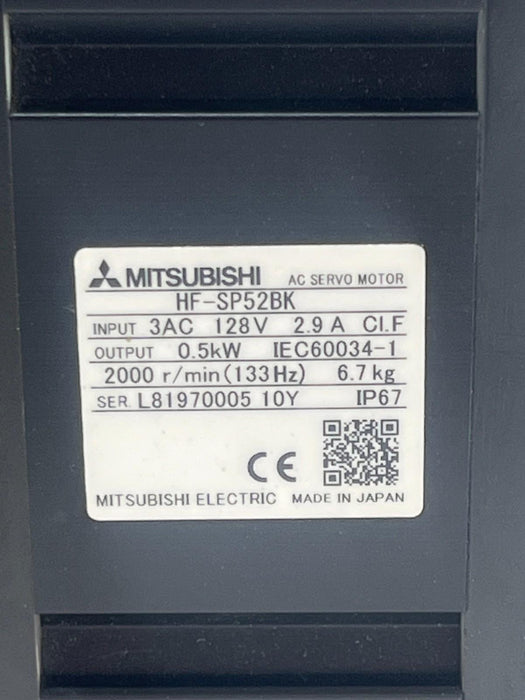 MITSUBISHI AC SERVO MOTOR
HF-SP52BK
INPUT 3AC 128V 2.9 A CI.F
OUTPUT 0.5kW IEC60034-1
2000 r/min(133Hz) 6.7 kg
SER. L81970005 10Y IP67
CE
MITSUBISHI ELECTRIC MADE IN JAPAN